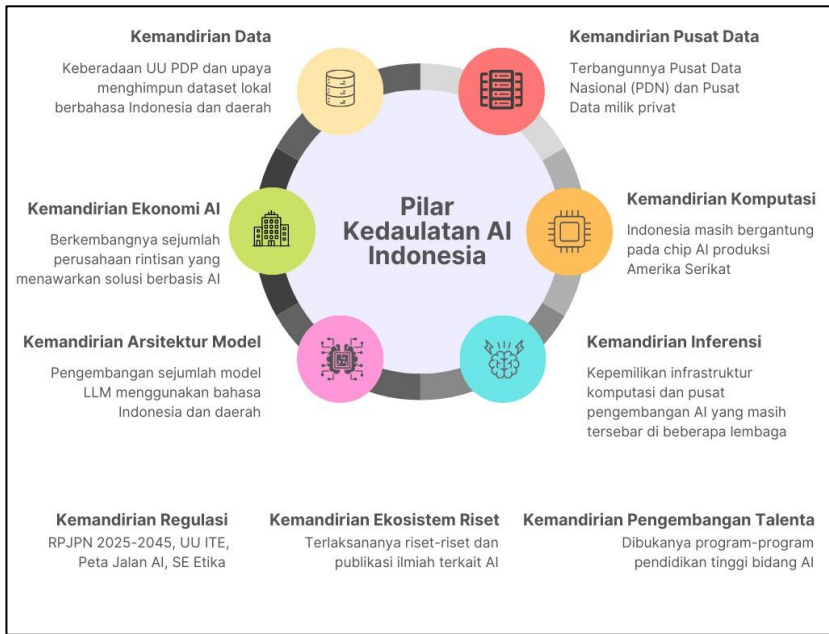 Kemandirian Data
Keberadaan UU PDP dan upaya
menghimpun dataset lokal
berbahasa Indonesia dan daerah
Kemandirian Pusat Data
Terbangunnya Pusat Data
Nasional (PDN) dan Pusat
Data milik privat
Kemandirian Ekonomi AI
Berkembangnya sejumlah
perusahaan rintisan yang
menawarkan solusi berbasis AI
Pilar
Kedaulatan AI
Indonesia
Kemandirian Komputasi
Indonesia masih bergantung
pada chip AI produksi
Amerika Serikat
Kemandirian Arsitektur Model
Pengembangan sejumlah model
LLM menggunakan bahasa
Indonesia dan daerah
Kemandirian Inferensi
Kepemilikan infrastruktur
komputasi dan pusat
pengembangan AI yang masih
tersebar di beberapa lembaga
Kemandirian Regulasi
RPJPN 2025-2045, UU ITE,
Peta Jalan AI, SE Etika
Kemandirian Ekosistem Riset
Terlaksananya riset-riset dan
publikasi ilmiah terkait AI
Kemandirian Pengembangan Talenta
Dibukanya program-program
pendidikan tinggi bidang AI